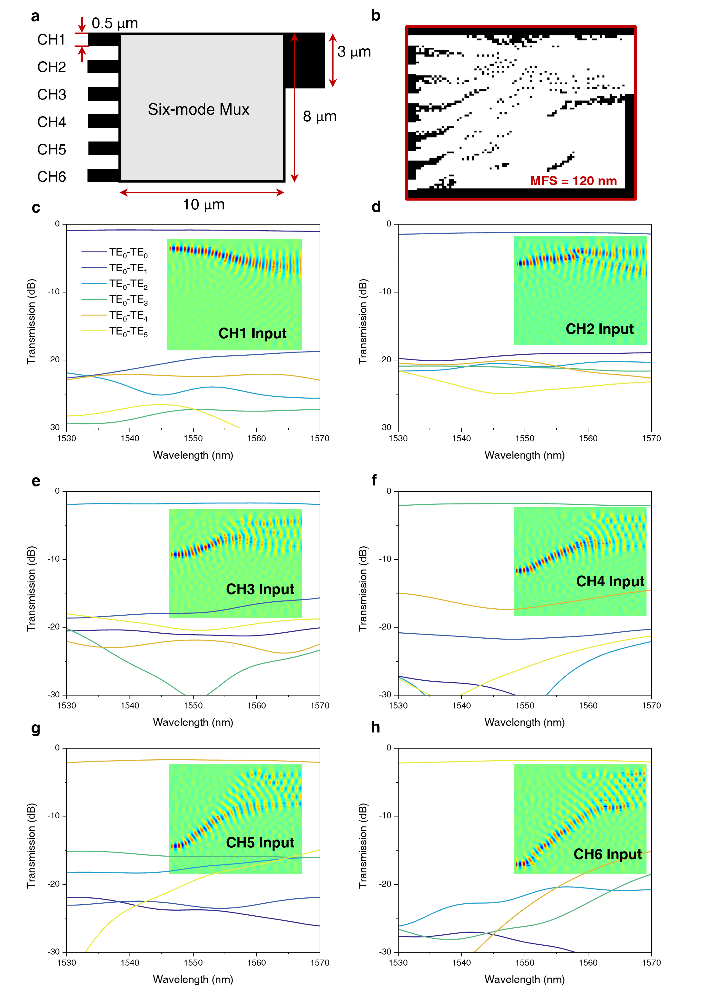 a
0.5 µm
CH1
CH2
CH3
CH4
CH5
CH6
Six-mode Mux
3 µm
8 µm
10 µm
b
MFS = 120 nm
c
0
-10
-20
-30
1530
1540
1550
1560
1570
Transmission (dB)
Wavelength (nm)
TE0-TE0
TE0-TE1
TE0-TE2
TE0-TE3
TE0-TE4
TE0-TE5
CH1 Input
d
0
-10
-20
-30
1530
1540
1550
1560
1570
Transmission (dB)
Wavelength (nm)
CH2 Input
e
0
-10
-20
-30
1530
1540
1550
1560
1570
Transmission (dB)
Wavelength (nm)
CH3 Input
f
0
-10
-20
-30
1530
1540
1550
1560
1570
Transmission (dB)
Wavelength (nm)
CH4 Input
g
0
-10
-20
-30
1530
1540
1550
1560
1570
Transmission (dB)
Wavelength (nm)
CH5 Input
h
0
-10
-20
-30
1530
1540
1550
1560
1570
Transmission (dB)
Wavelength (nm)
CH6 Input